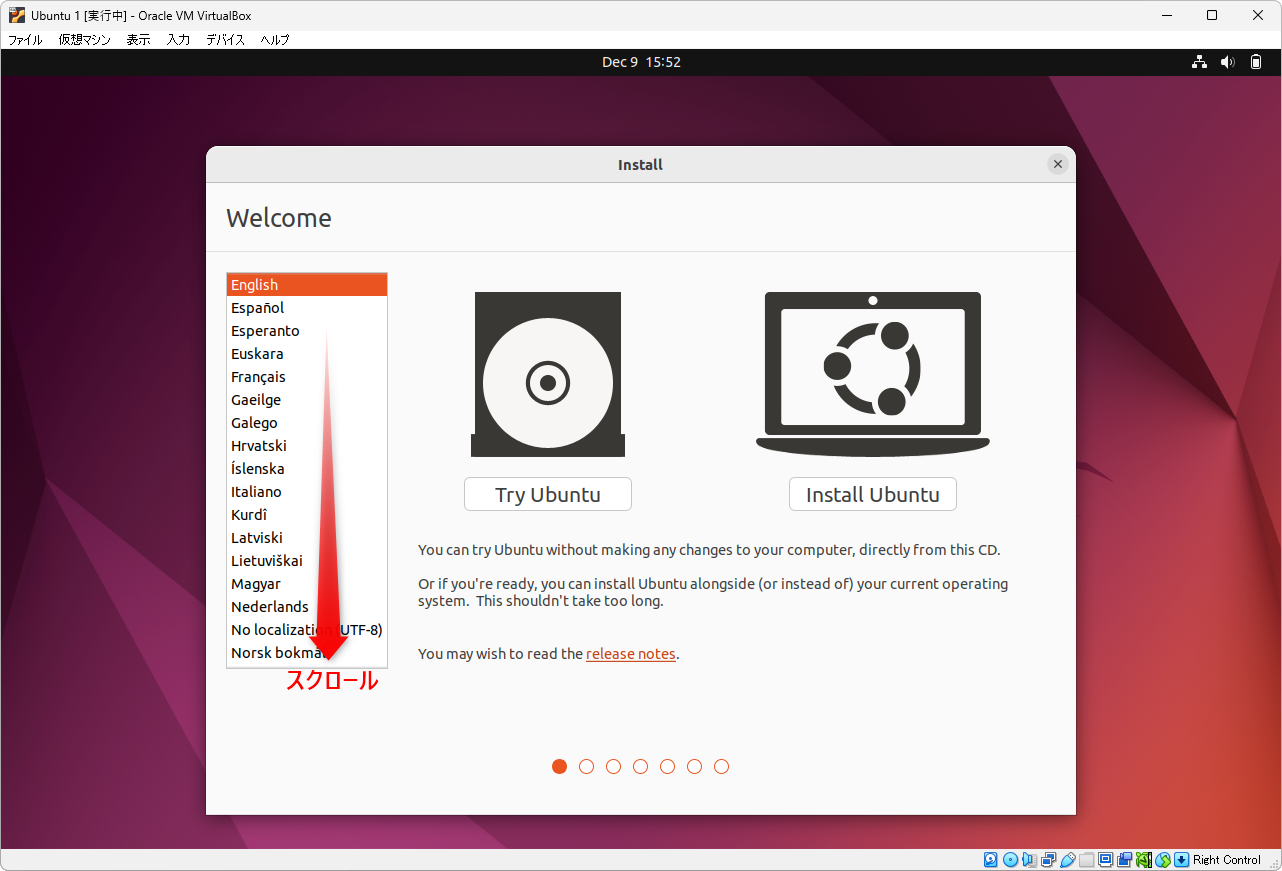 Ubuntu 1 [実行中] - Oracle VM VirtualBox
ファイル 仮想マシン 表示 入力 デバイス ヘルプ
Dec 9 15:52
Install
Welcome
English
Español
Esperanto
Euskara
Français
Gaeilge
Galego
Hrvatski
Íslenska
Italiano
Kurdî
Latviski
Lietuviškai
Magyar
Nederlands
No localization (UTF-8)
Norsk bokmål
スクロール
Try Ubuntu
Install Ubuntu
You can try Ubuntu without making any changes to your computer, directly from this CD.
Or if you're ready, you can install Ubuntu alongside (or instead of) your current operating
system. This shouldn't take too long.
You may wish to read the release notes.
Right Control